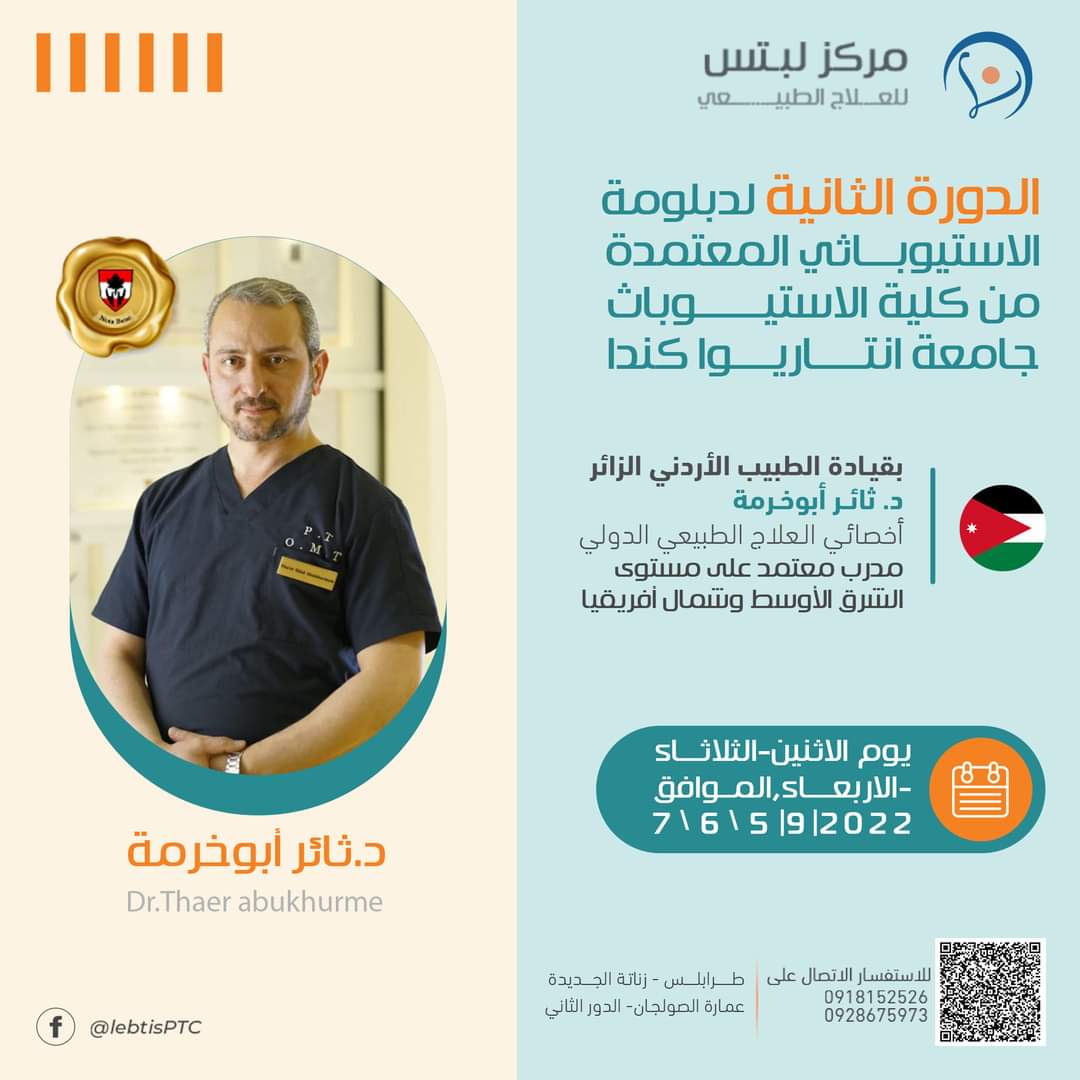 مركز لبتس
للعلاج الطبيعي
الدورة الثانية لدبلومة
الاستيوباثي المعتمدة
من كلية الاستيوباث
جامعة انتاريوا كندا
بقيادة الطبيب الأردني الزائر
د. ثائر أبوخرمة
أخصائي العلاج الطبيعي الدولي
مدرب معتمد على مستوى
الشرق الأوسط وشمال أفريقيا
يوم الاثنين-الثلاثاء
-الاربعاء,الموافق
7 \ 6 \ 5 |9| 2022
P.T
O.M.T
د.ثائر أبوخرمة
Dr.Thaer abukhurme
للاستفسار الاتصال على
0918152526
0928675973
طرابلس - زناتة الجديدة
عمارة الصولجان- الدور الثاني
@lebtisPTC